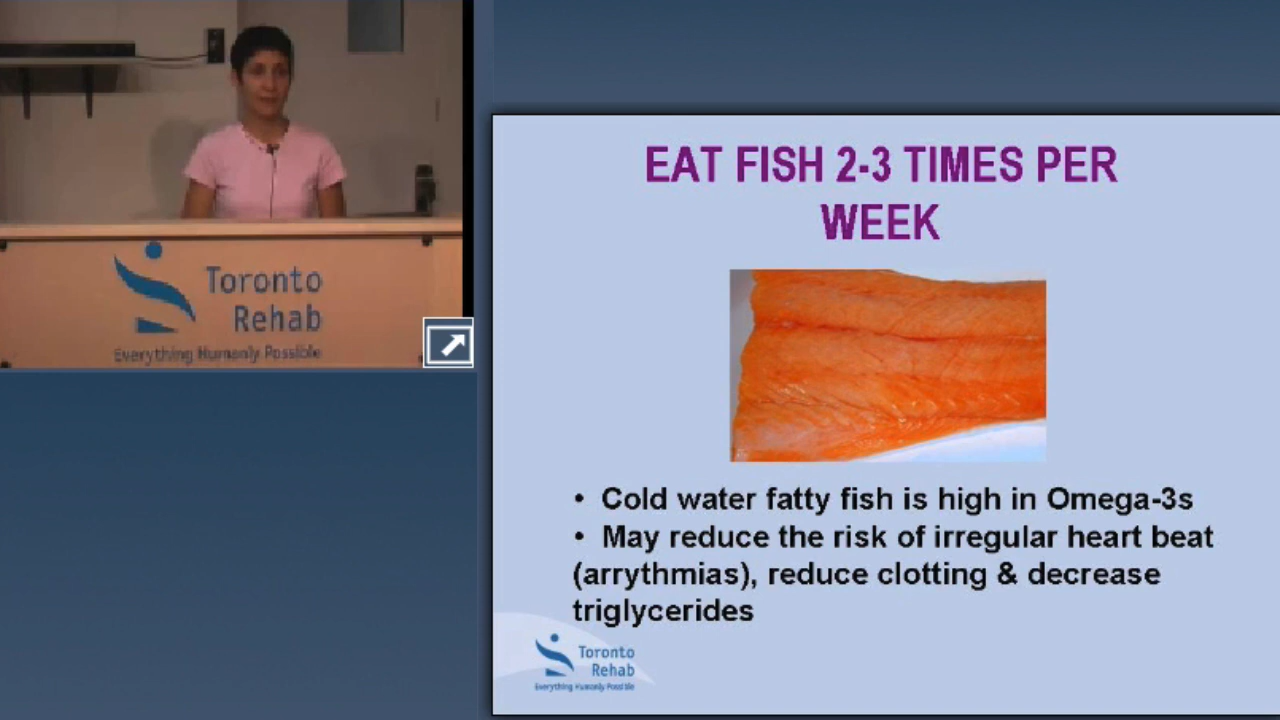 Toronto
Rehab
Everything Humanly Possible
EAT FISH 2-3 TIMES PER
WEEK
• Cold water fatty fish is high in Omega-3s
• May reduce the risk of irregular heart beat
(arrythmias), reduce clotting & decrease
triglycerides
Toronto
Rehab
Everything Humanly Possible